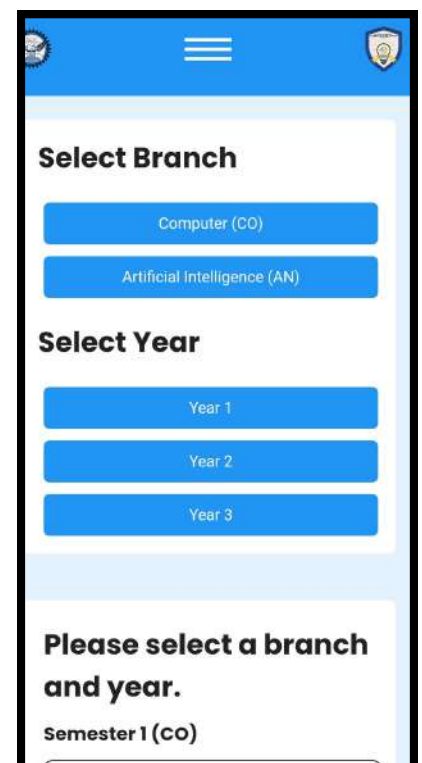 Select Branch
Computer (CO)
Artificial Intelligence (AN)
Select Year
Year 1
Year 2
Year 3
Please select a branch
and year.
Semester 1 (CO)